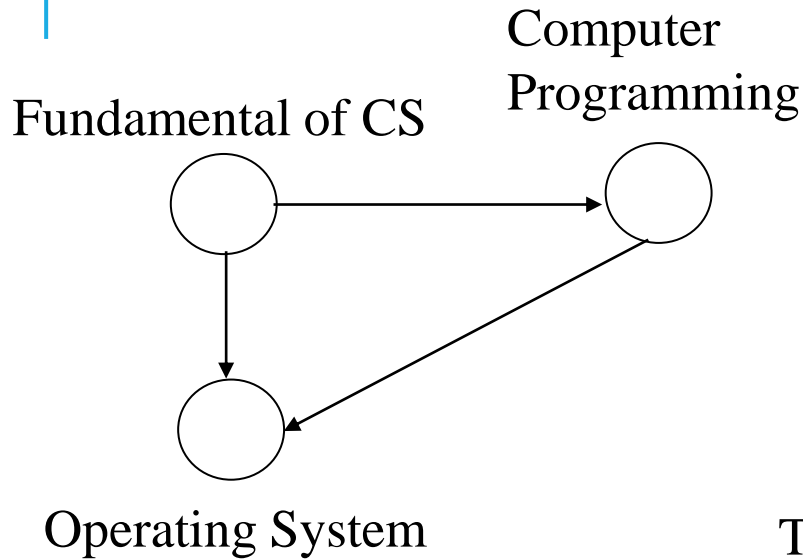 Computer
Programming
Fundamental of CS
Operating System
T